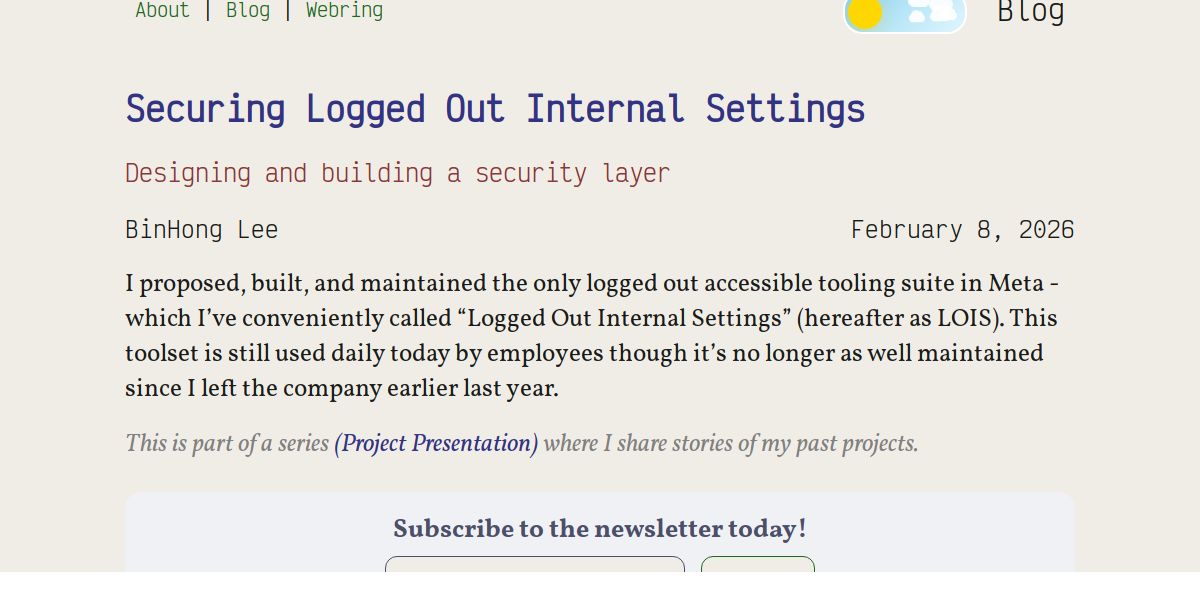 About | Blog | Webring
Blog
Securing Logged Out Internal Settings
Designing and building a security layer
BinHong Lee
February 8, 2026
I proposed, built, and maintained the only logged out accessible tooling suite in Meta -
which I’ve conveniently called “Logged Out Internal Settings” (hereafter as LOIS). This
toolset is still used daily today by employees though it’s no longer as well maintained
since I left the company earlier last year.
This is part of a series (Project Presentation) where I share stories of my past projects.
Subscribe to the newsletter today!